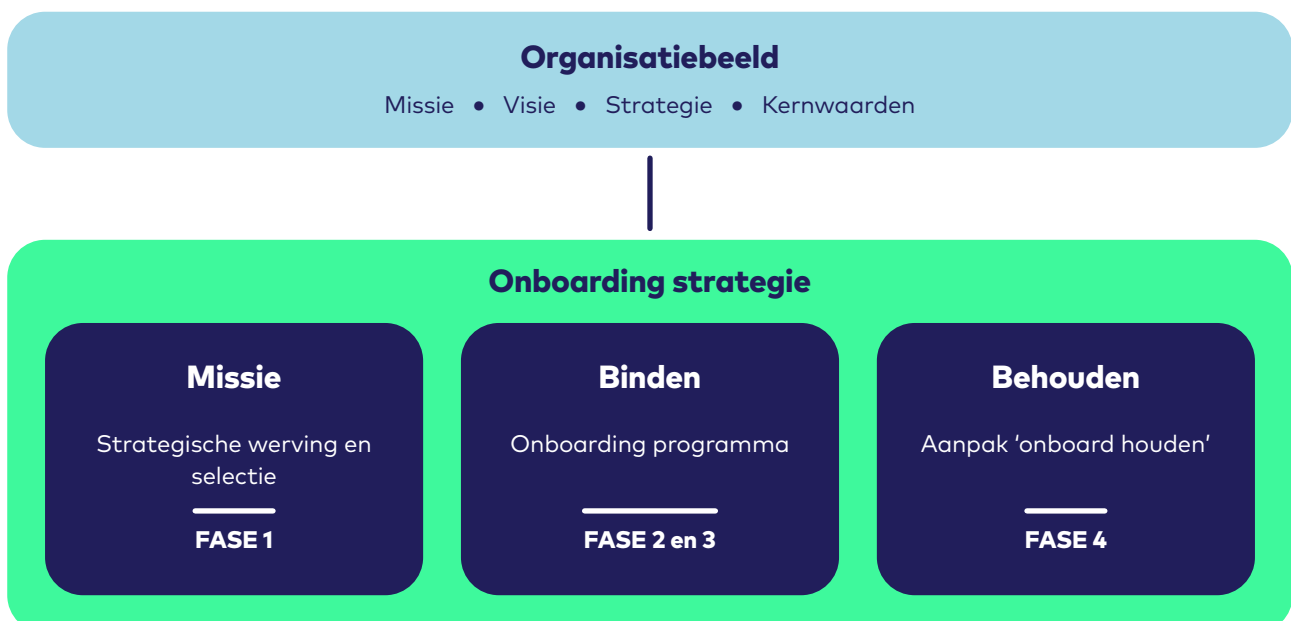 Organisatiebeeld
Missie • Visie • Strategie • Kernwaarden
Onboarding strategie
Missie
Strategische werving en
selectie
FASE 1
Binden
Onboarding programma
FASE 2 en 3
Behouden
Aanpak ‘onboard houden’
FASE 4